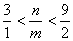 3/1 < n/m < 9/2